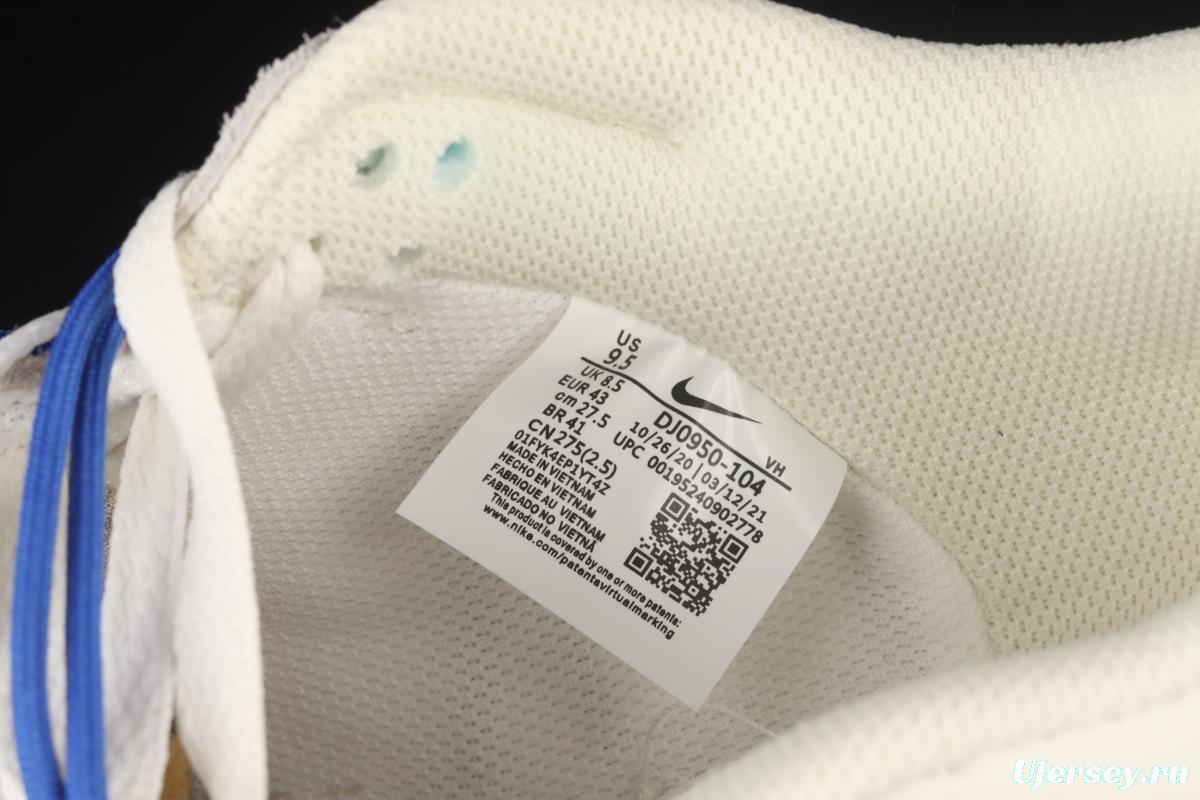 US
9.5
UK 8.5
EUR 43
cm 27.5
BR 41
CN 275(2.5)
01FYK4EP1YT4Z
MADE IN VIETNAM
HECHO EN VIETNAM
FABRIQUE AU VIETNAM
FABRICADO NO VIETNÃ
This product is covered by one or more patents:
www.nike.com/patentsvirtualmarking
DJ0950-104
VH
10/26/20 | 03/12/21
UPC 00195240902778
Ujersey.ru